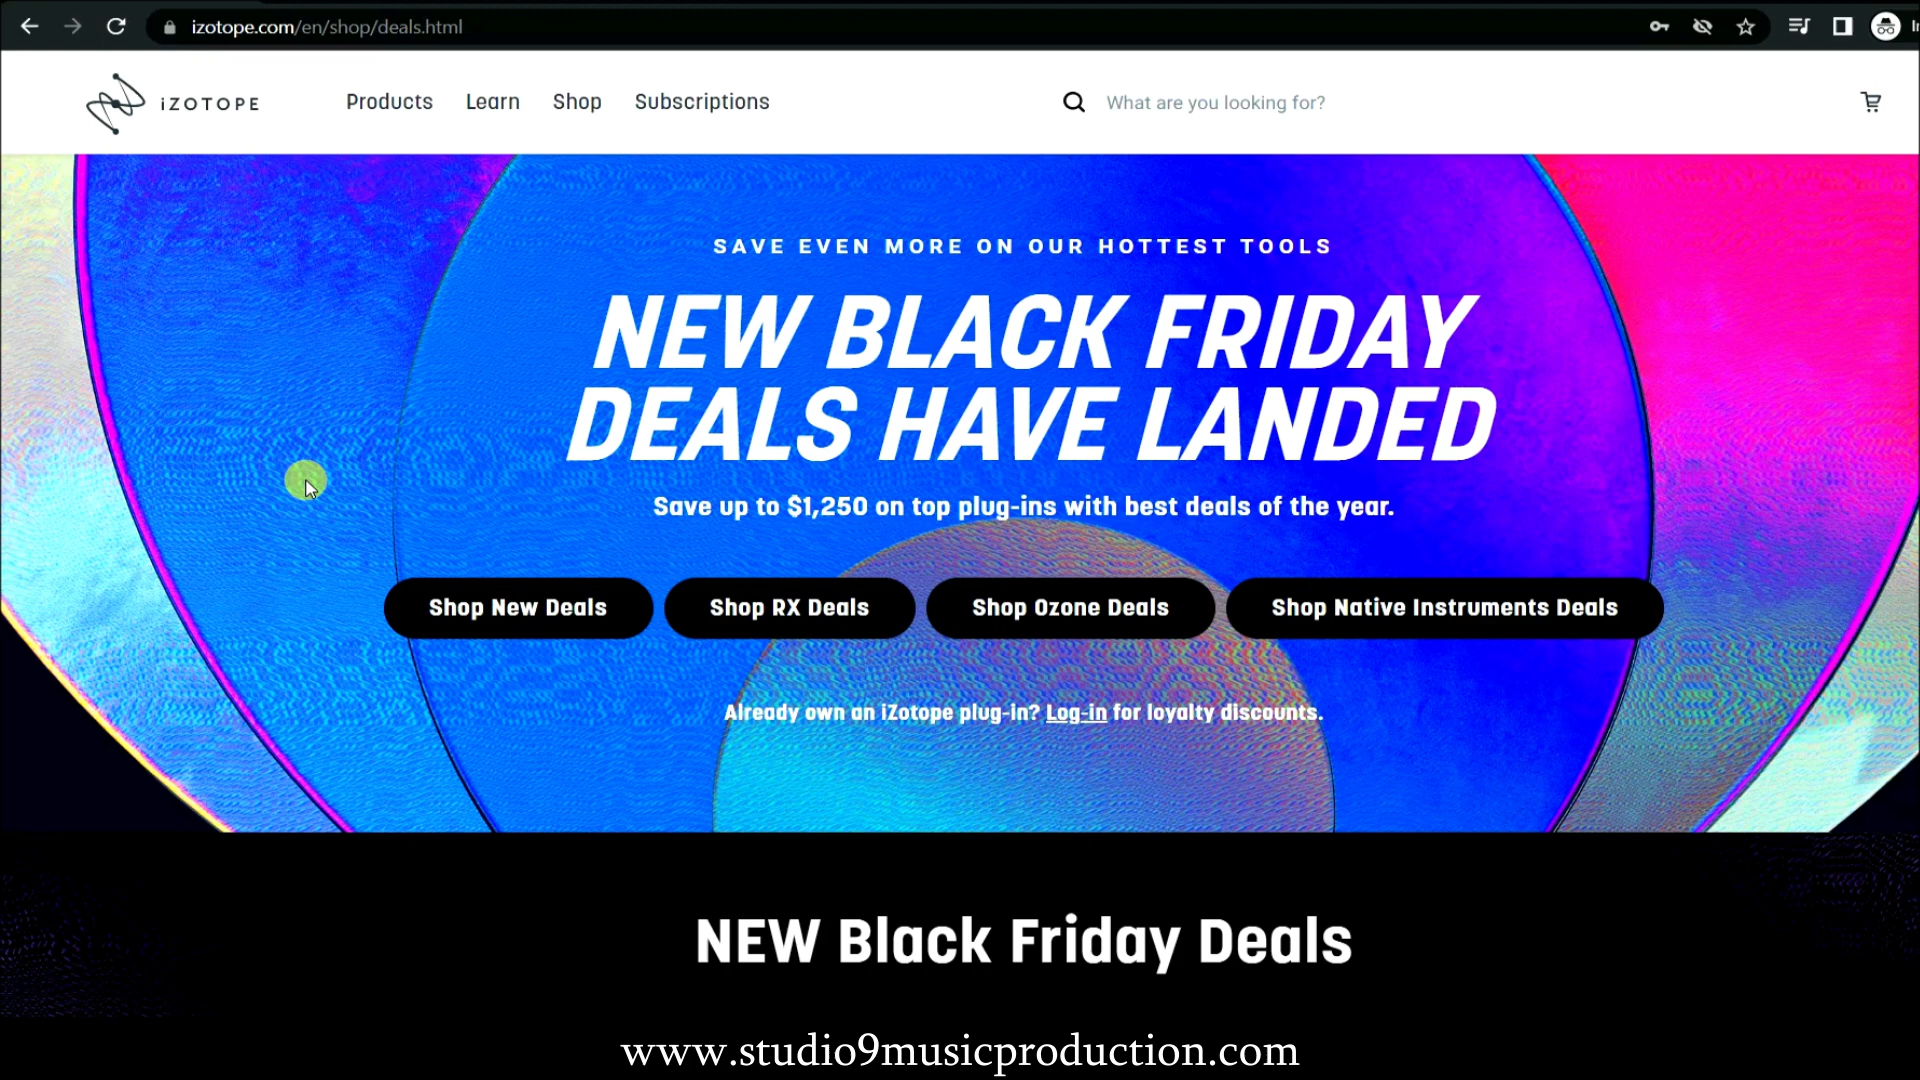 izotope.com/en/shop/deals.html
iZOTOPE
Products Learn Shop Subscriptions
What are you looking for?
SAVE EVEN MORE ON OUR HOTTEST TOOLS
NEW BLACK FRIDAY
DEALS HAVE LANDED
Save up to $1,250 on top plug-ins with best deals of the year.
Shop New Deals Shop RX Deals Shop Ozone Deals Shop Native Instruments Deals
Already own an iZotope plug-in? Log-in for loyalty discounts.
NEW Black Friday Deals
www.studio9musicproduction.com